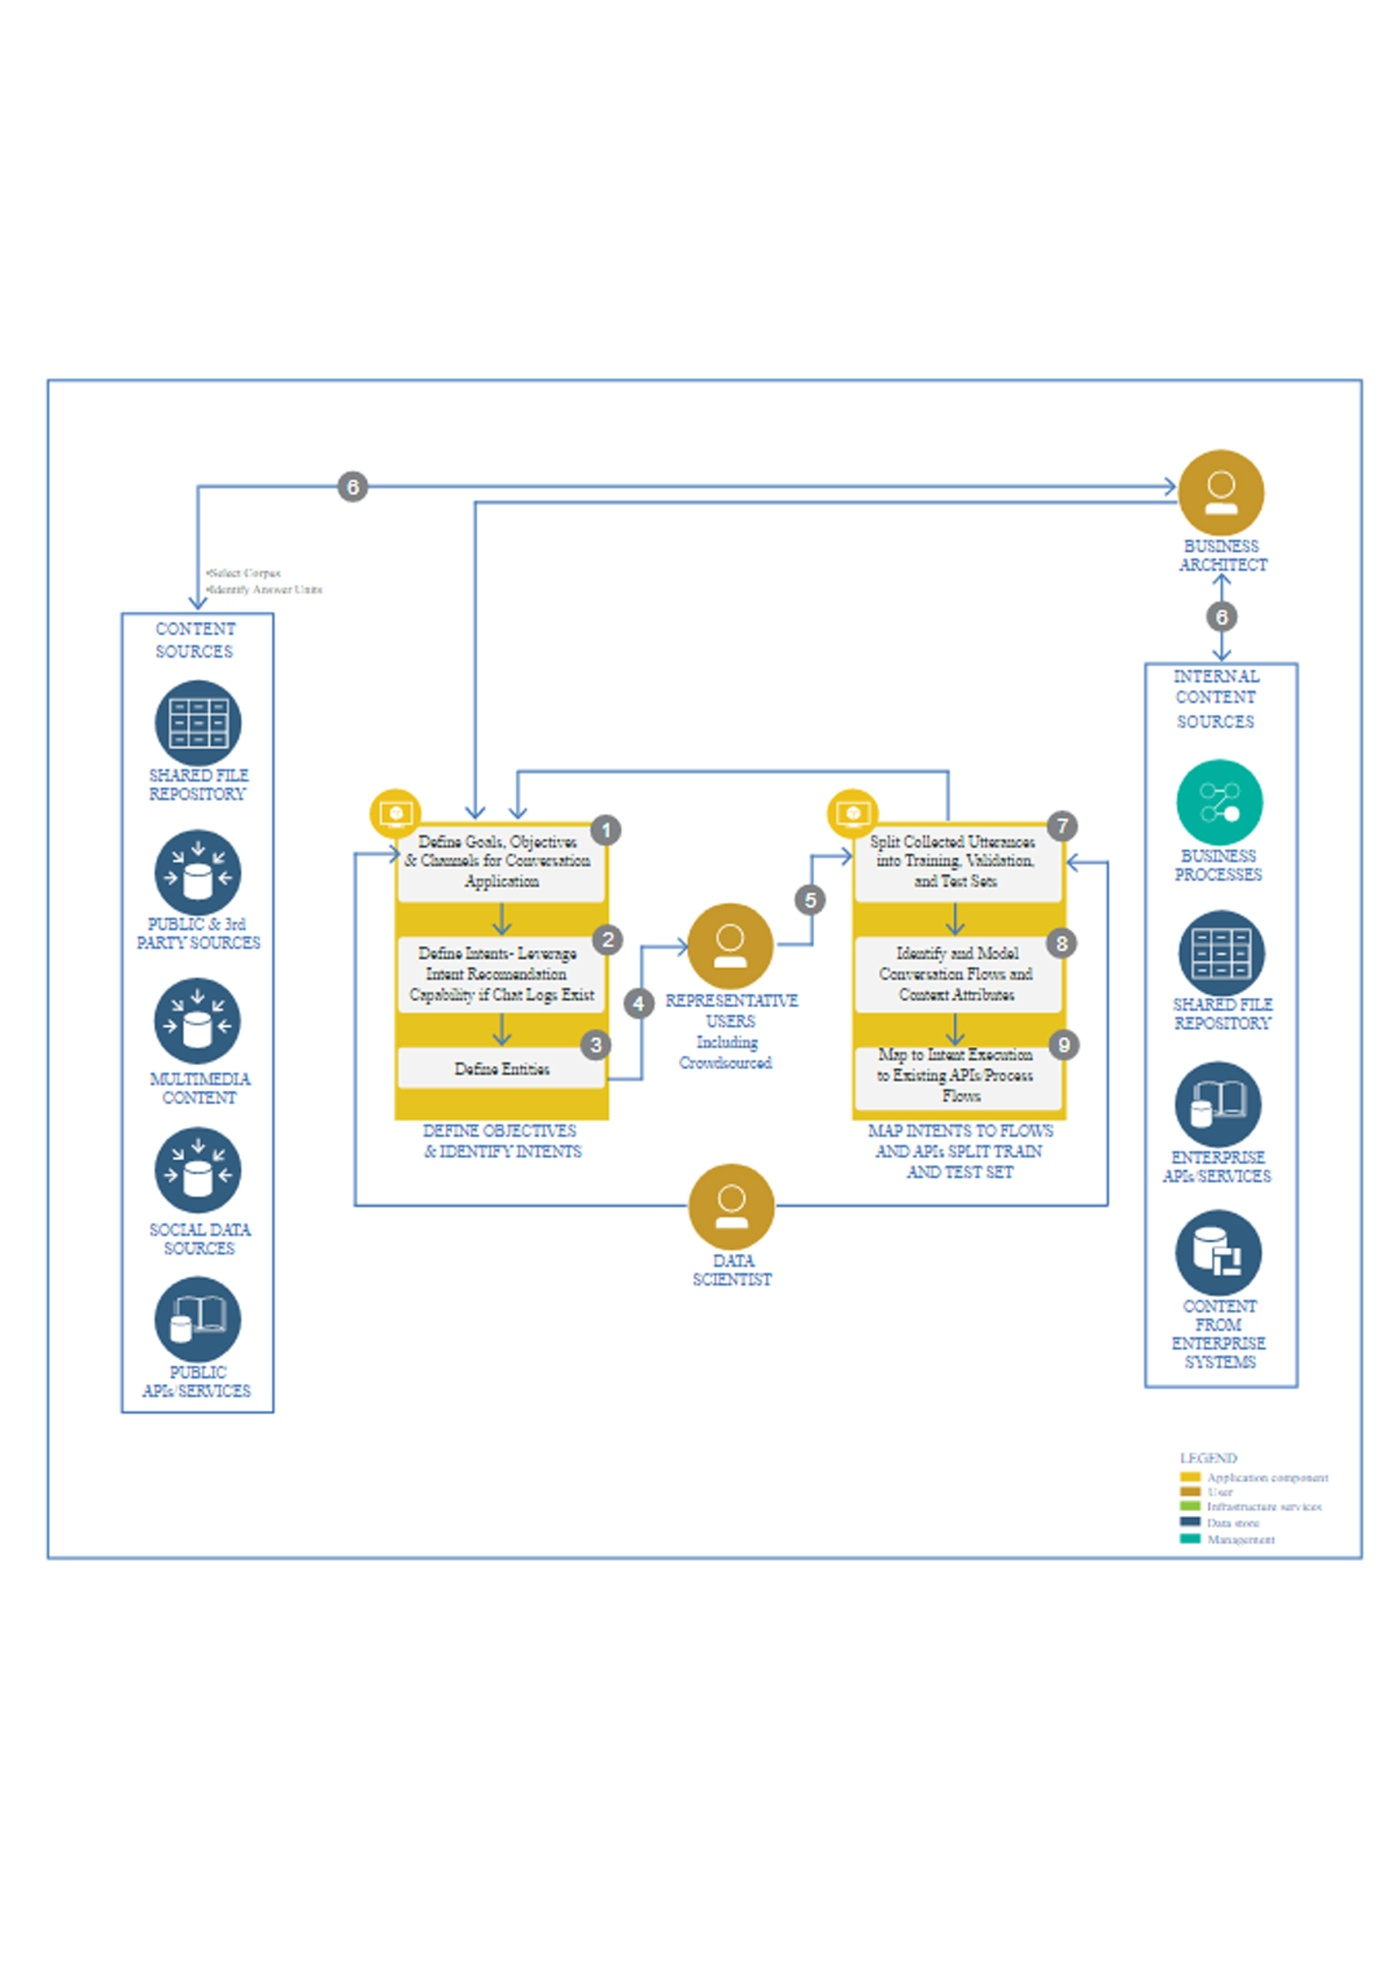 6
BUSINESS
ARCHITECT
•Select Corpus
•Identify Answer Units
6
CONTENT
SOURCES
SHARED FILE
REPOSITORY
PUBLIC & 3rd
PARTY SOURCES
MULTIMEDIA
CONTENT
SOCIAL DATA
SOURCES
PUBLIC
APIs/SERVICES
1
Define Goals, Objectives
& Channels for Conversation
Application
2
Define Intents- Leverage
Intent Recomendation
Capability if Chat Logs Exist
3
Define Entities
DEFINE OBJECTIVES
& IDENTIFY INTENTS
4
REPRESENTATIVE
USERS
Including
Crowdsourced
5
7
Split Collected Utterances
into Training, Validation,
and Test Sets
8
Identify and Model
Conversation Flows and
Context Attributes
9
Map to Intent Execution
to Existing APIs/Process
Flows
MAP INTENTS TO FLOWS
AND APIs SPLIT TRAIN
AND TEST SET
DATA
SCIENTIST
INTERNAL
CONTENT
SOURCES
BUSINESS
PROCESSES
SHARED FILE
REPOSITORY
ENTERPRISE
APIs/SERVICES
CONTENT
FROM
ENTERPRISE
SYSTEMS
LEGEND
Application component
User
Infrastructure services
Data store
Management